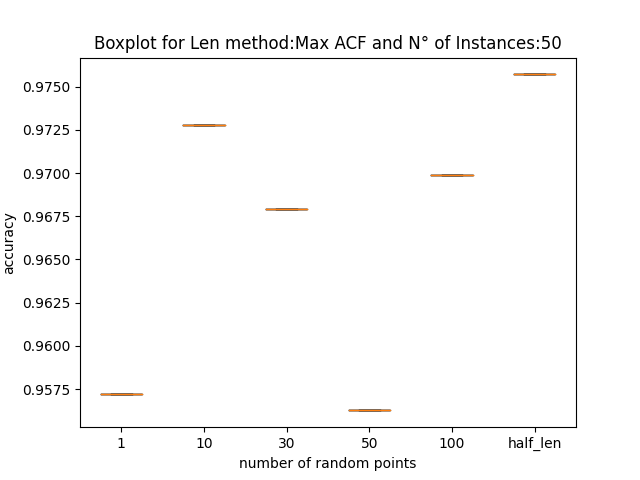 Boxplot for Len method:Max ACF and N° of Instances:50
accuracy
0.9750
0.9725
0.9700
0.9675
0.9650
0.9625
0.9600
0.9575
1 10 30 50 100 half_len
number of random points